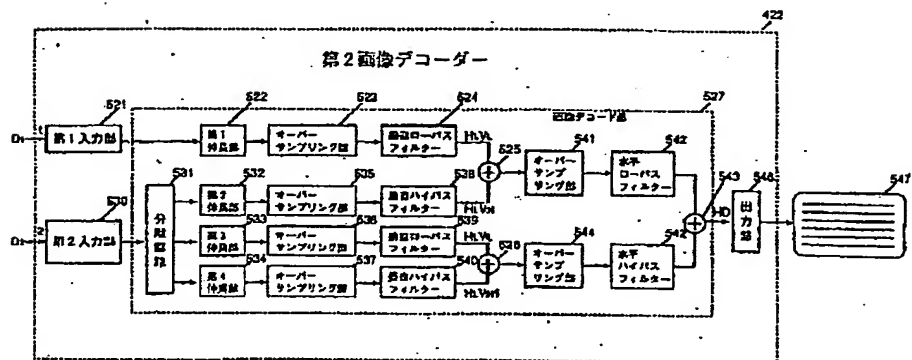 422
第2画像デコーダー
527
画像デコード部
521
第1入力部
522
第1
伸長部
523
オーバー
サンプリング部
524
垂直ローパス
フィルター
525
541
オーバー
サンプ
リング部
542
水平
ローパス
フィルター
543
HD
546
出力部
547
530
第2入力部
531
分離部
532
第2
伸長部
535
オーバー
サンプリング部
538
垂直ハイパス
フィルター
533
第3
伸長部
536
オーバー
サンプリング部
539
垂直ローパス
フィルター
526
544
オーバー
サンプ
リング部
水平
ハイパス
フィルター
534
第4
伸長部
537
オーバー
サンプリング部
540
垂直ハイパス
フィルター